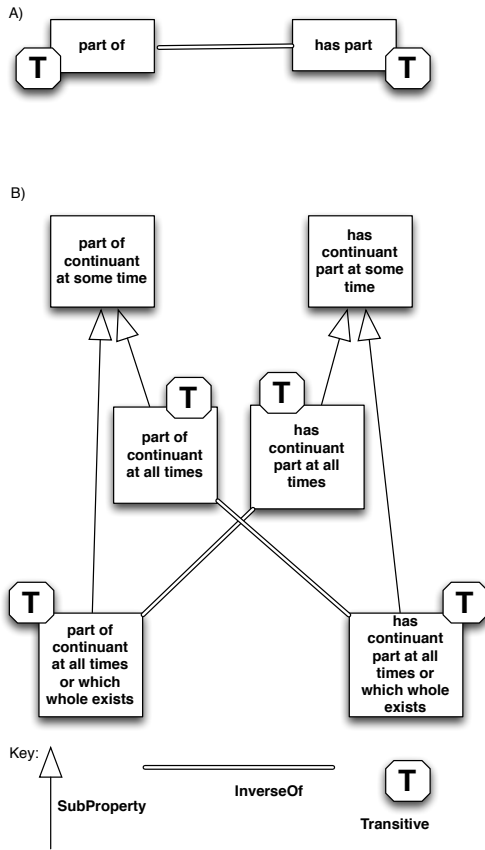 A)
part of
has part
T
T
B)
part of
continuant
at some time
has
continuant
part at some
time
T
T
part of
continuant
at all times
has
continuant
part at all
times
T
T
part of
continuant
at all times
or which
whole exists
has
continuant
part at all
times or
which whole
exists
Key:
SubProperty
InverseOf
T
Transitive